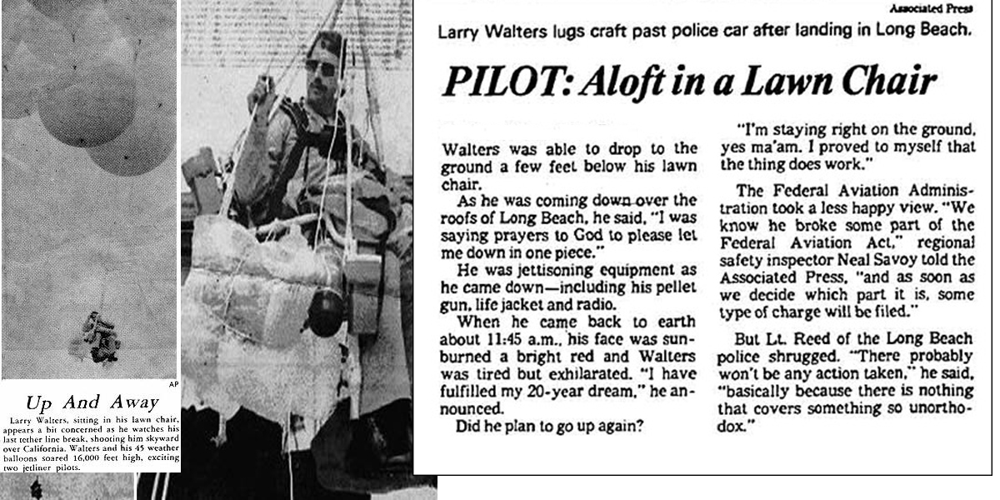 AP
Up And Away
Larry Walters, sitting in his lawn chair,
appears a bit concerned as he watches his
last tether line break, shooting him skyward
over California. Walters and his 45 weather
balloons soared 16,000 feet high, exciting
two jetliner pilots.
Associated Press
Larry Walters lugs craft past police car after landing in Long Beach.
PILOT: Aloft in a Lawn Chair
Walters was able to drop to the
ground a few feet below his lawn
chair.
As he was coming down over the
roofs of Long Beach, he said, "I was
saying prayers to God to please let
me down in one piece."
He was jettisoning equipment as
he came down—including his pellet
gun, life jacket and radio.
When he came back to earth
about 11:45 a.m., his face was sun-
burned a bright red and Walters
was tired but exhilarated. "I have
fulfilled my 20-year dream," he an-
nounced.
Did he plan to go up again?
"I'm staying right on the ground,
yes ma'am. I proved to myself that
the thing does work."
The Federal Aviation Adminis-
tration took a less happy view. "We
know he broke some part of the
Federal Aviation Act," regional
safety inspector Neal Savoy told the
Associated Press, "and as soon as
we decide which part it is, some
type of charge will be filed."
But Lt. Reed of the Long Beach
police shrugged. "There probably
won't be any action taken," he said,
"basically because there is nothing
that covers something so unortho-
dox."